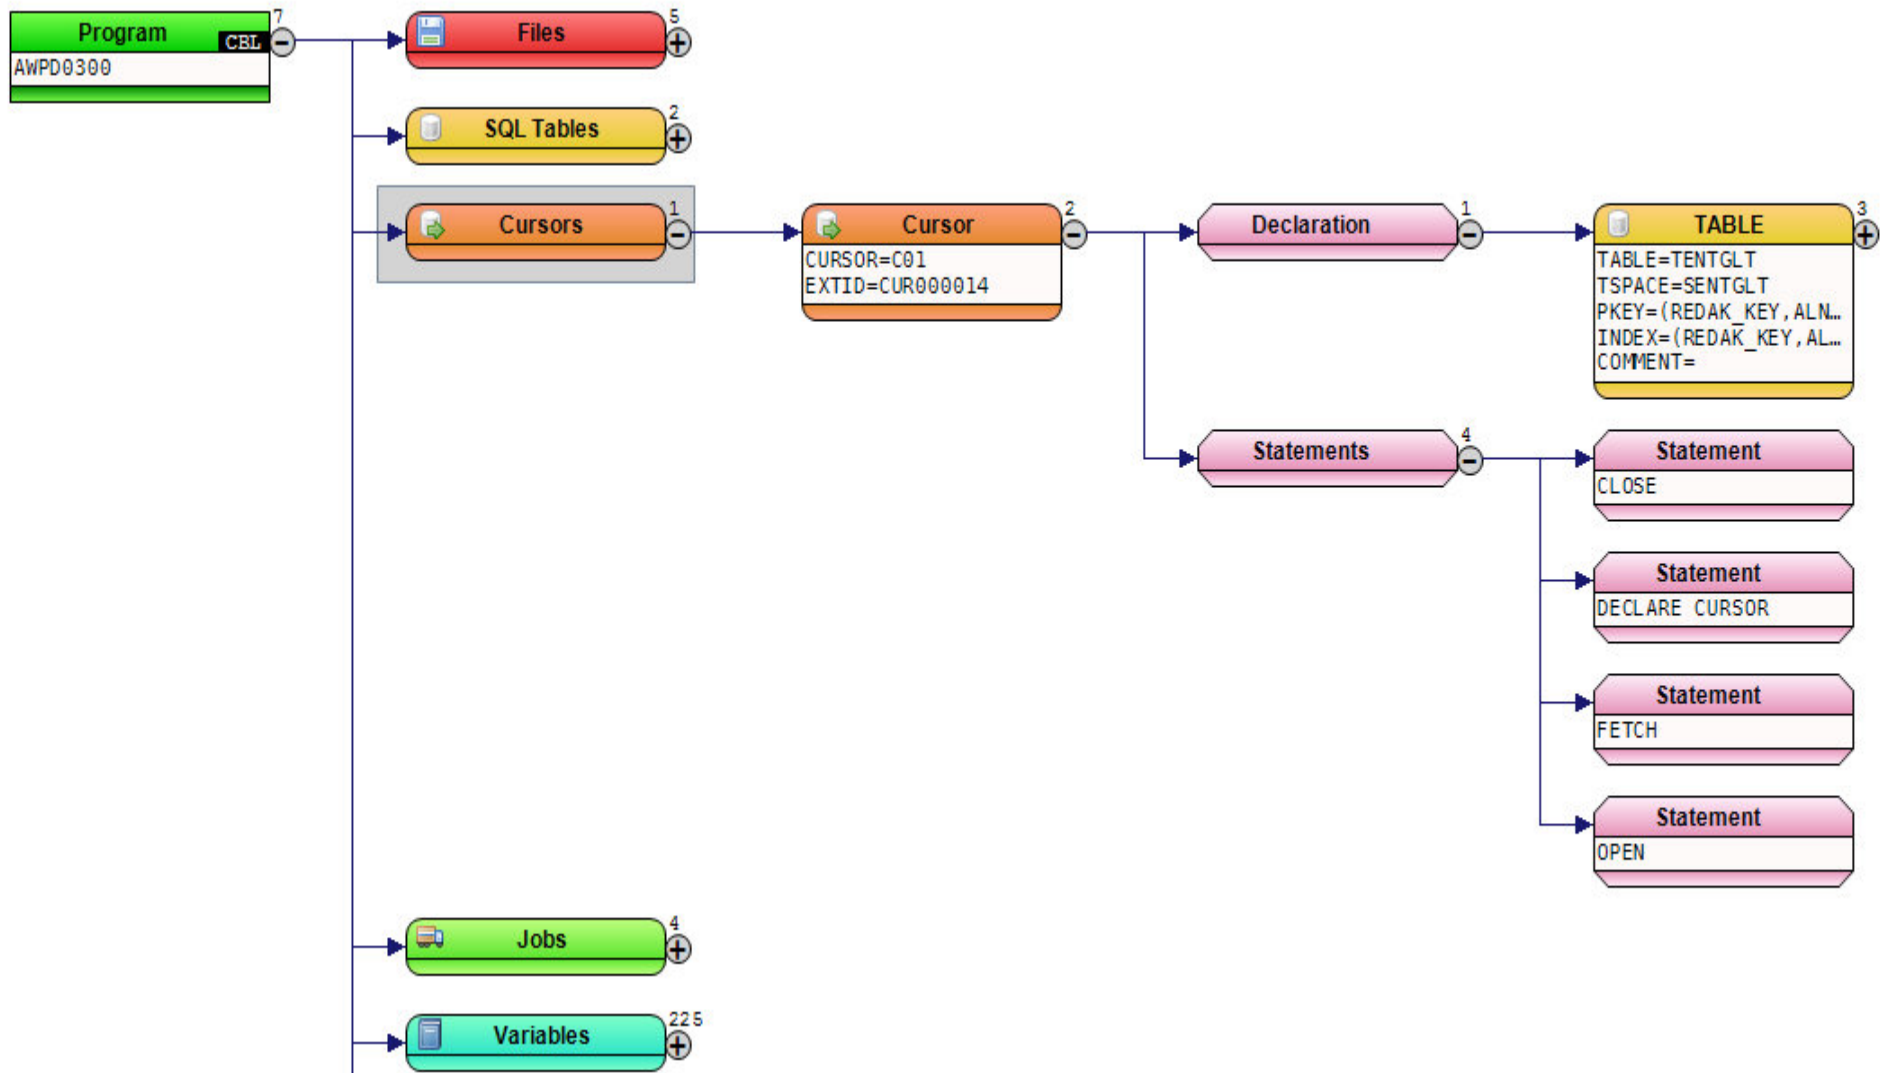 Program
CBL
7
AWPD0300
Files
5
SQL Tables
2
Cursors
1
Cursor
2
CURSOR=C01
EXTID=CUR000014
Declaration
1
TABLE
3
TABLE=TENTGLT
TSPACE=SENTGLT
PKEY=(REDAK_KEY,ALN…
INDEX=(REDAK_KEY,AL…
COMMENT=
Statements
4
Statement
CLOSE
Statement
DECLARE CURSOR
Statement
FETCH
Statement
OPEN
Jobs
4
Variables
225